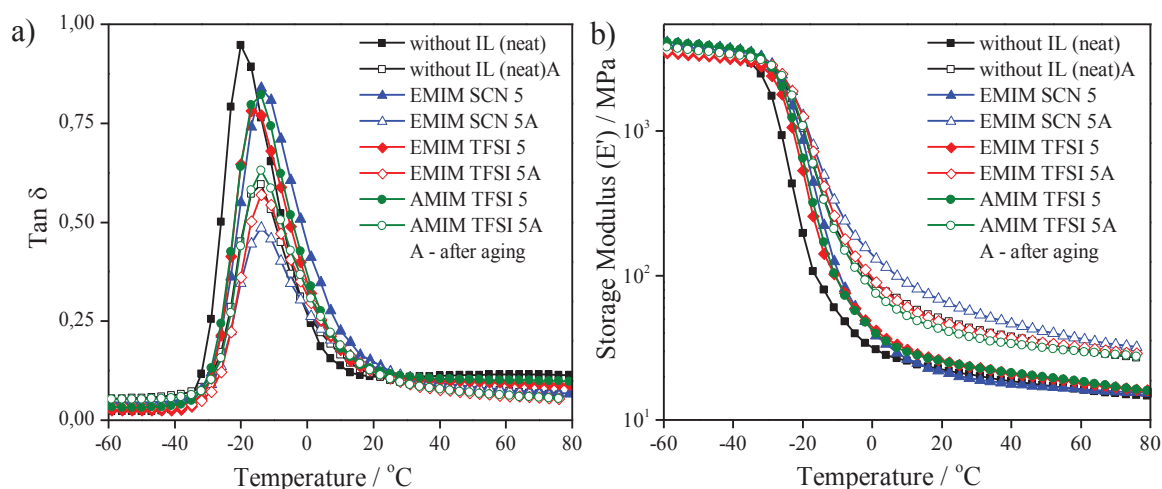 a)
1,00
0,75
0,50
0,25
0,00
Tan δ
-60 -40 -20 0 20 40 60 80
Temperature / °C
without IL (neat)
without IL (neat)A
EMIM SCN 5
EMIM SCN 5A
EMIM TFSI 5
EMIM TFSI 5A
AMIM TFSI 5
AMIM TFSI 5A
A - after aging
b)
10³
10²
10¹
Storage Modulus (E') / MPa
-60 -40 -20 0 20 40 60 80
Temperature / °C
without IL (neat)
without IL (neat)A
EMIM SCN 5
EMIM SCN 5A
EMIM TFSI 5
EMIM TFSI 5A
AMIM TFSI 5
AMIM TFSI 5A
A - after aging